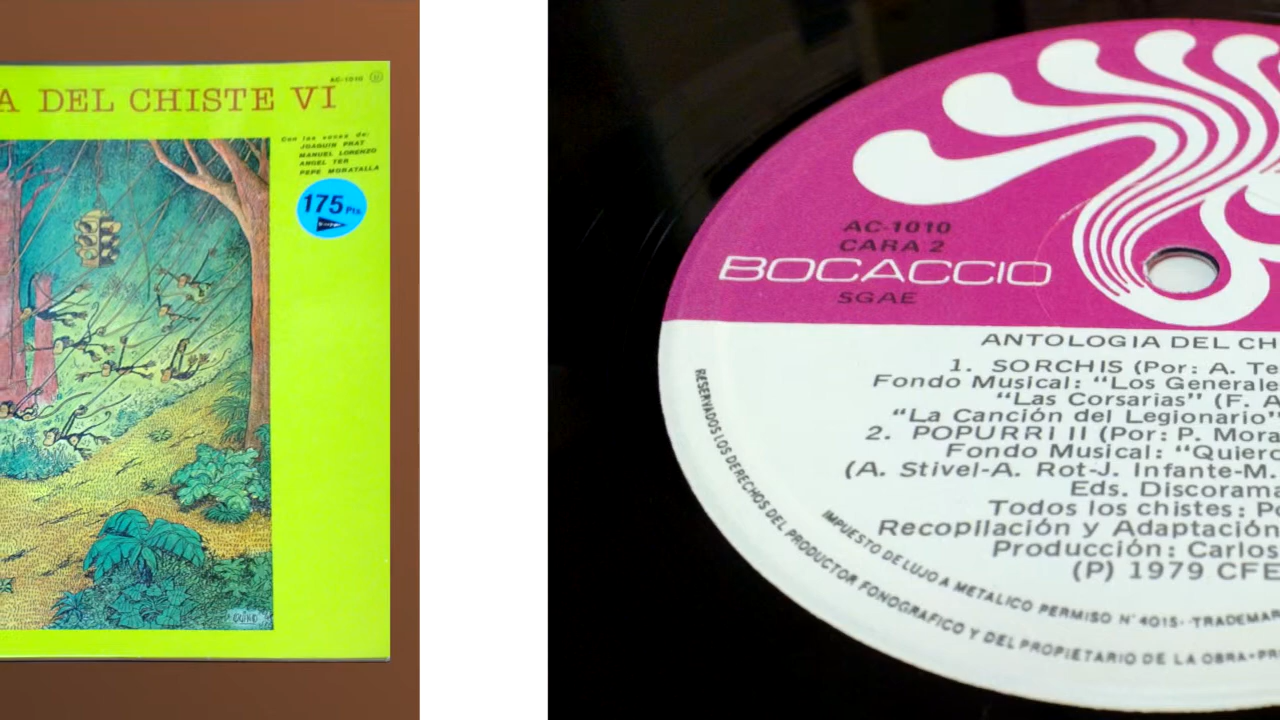 AC-1010
A DEL CHISTE VI
Con las voces de:
JOAQUIN PRAT
MANUEL LORENZO
ANGEL TER
PEPE MORATALLA
175 Pts.
QUINO
AC-1010
CARA 2
BOCACCIO
SGAE
ANTOLOGIA DEL CHI
1. SORCHIS (Por: A. Te
Fondo Musical: “Los Generale
“Las Corsarias” (F. A
“La Canción del Legionario”
2. POPURRI II (Por: P. Mora
Fondo Musical: “Quiero
(A. Stivel-A. Rot-J. Infante-M.
Eds. Discorama
Todos los chistes: Pe
Recopilación y Adaptación
Producción: Carlos
(P) 1979 CFE
IMPUESTO DE LUJO A METALICO PERMISO N° 4015- TRADEMAR
RESERVADOS LOS DERECHOS DEL PRODUCTOR FONOGRAFICO Y DEL PROPIETARIO DE LA OBRA-PR